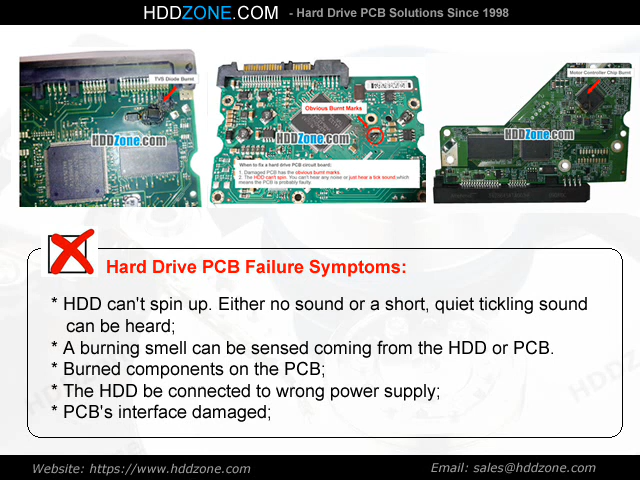 HDDZONE.COM - Hard Drive PCB Solutions Since 1998
TVS Diode Burnt
HDDZone.com
Obvious Burnt Marks
HDDZone.com
When to fix a hard drive PCB circuit board:
1. Damaged PCB has the obvious burnt marks.
2. The HDD can't spin. You can't hear any noise or just hear a tick sound which
means the PCB is probably faulty.
Motor Controller Chip Burnt
HDDZone.com
Hard Drive PCB Failure Symptoms:
* HDD can't spin up. Either no sound or a short, quiet tickling sound
can be heard;
* A burning smell can be sensed coming from the HDD or PCB.
* Burned components on the PCB;
* The HDD be connected to wrong power supply;
* PCB's interface damaged;
Website: https://www.hddzone.com
Email: sales@hddzone.com